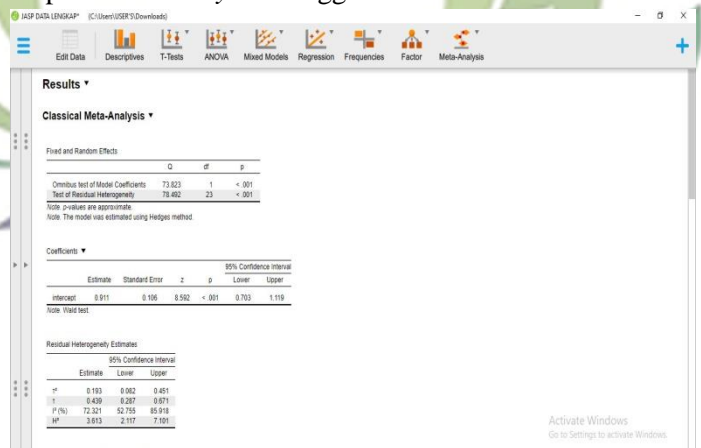 JASP DATA LENGKAP* (C:\Users\USER'S\Downloads)
Edit Data Descriptives T-Tests ANOVA Mixed Models Regression Frequencies Factor Meta-Analysis
Results
Classical Meta-Analysis
Fixed and Random Effects
Q df p
Omnibus test of Model Coefficients 73.823 1 < .001
Test of Residual Heterogeneity 78.492 23 < .001
Note. p-values are approximate.
Note. The model was estimated using Hedges method.
Coefficients
95% Confidence Interval
Estimate Standard Error z p Lower Upper
intercept 0.911 0.106 8.592 < .001 0.703 1.119
Note. Wald test.
Residual Heterogeneity Estimates
95% Confidence Interval
Estimate Lower Upper
τ² 0.193 0.082 0.451
τ 0.439 0.287 0.671
I² (%) 72.321 52.755 85.918
H² 3.613 2.117 7.101
Activate Windows
Go to Settings to activate Windows.